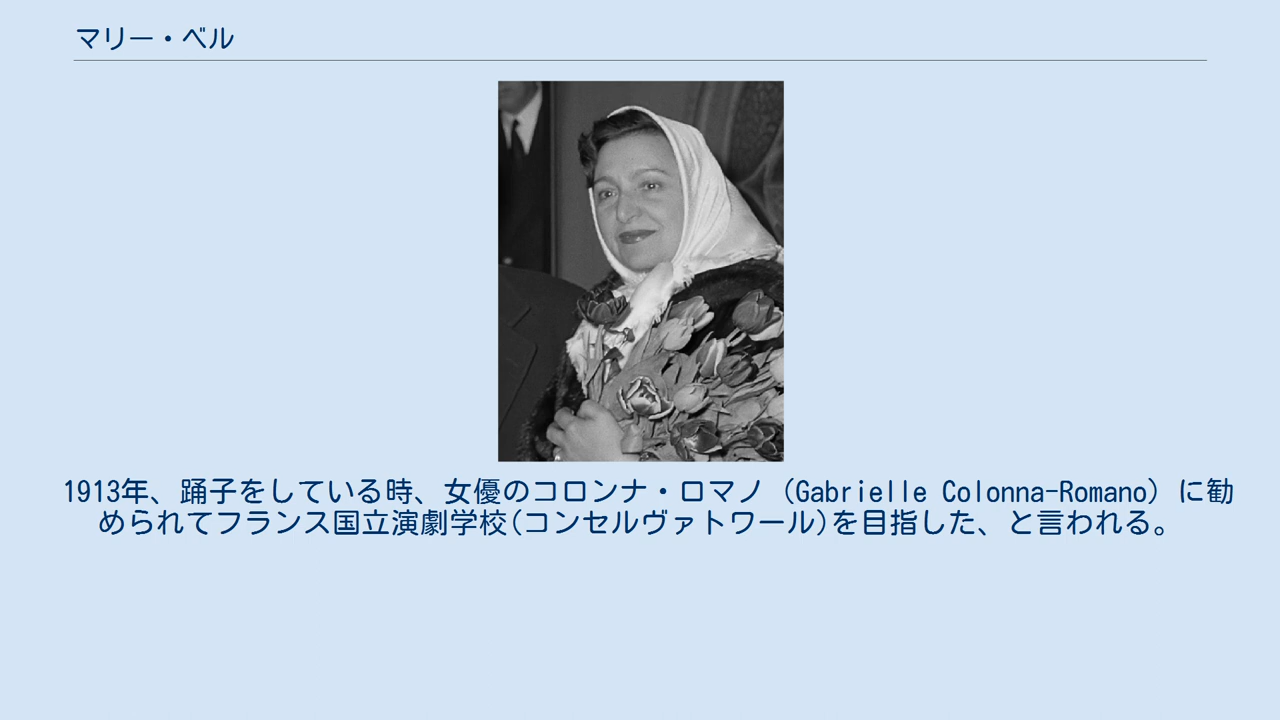 マリー・ベル
1913年、踊子をしている時、女優のコロンナ・ロマノ（Gabrielle Colonna-Romano）に勧
められてフランス国立演劇学校(コンセルヴァトワール)を目指した、と言われる。